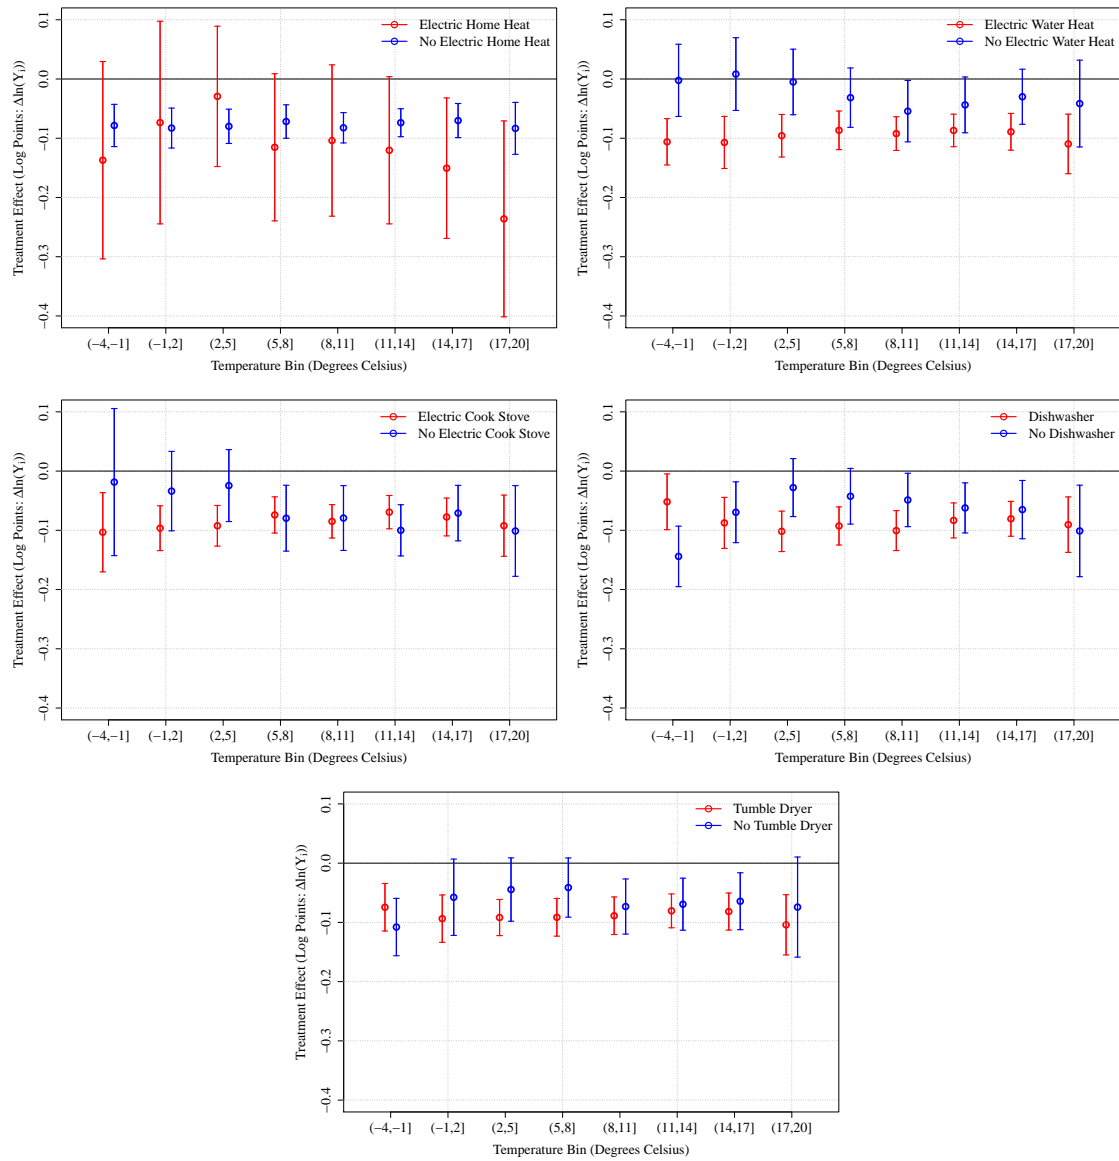 Electric Home Heat
No Electric Home Heat
0.1
0.0
−0.1
−0.2
−0.3
−0.4
Treatment Effect (Log Points: Δln(Yi))
(−4,−1] (−1,2] (2,5] (5,8] (8,11] (11,14] (14,17] (17,20]
Temperature Bin (Degrees Celsius)
Electric Water Heat
No Electric Water Heat
0.1
0.0
−0.1
−0.2
−0.3
−0.4
Treatment Effect (Log Points: Δln(Yi))
(−4,−1] (−1,2] (2,5] (5,8] (8,11] (11,14] (14,17] (17,20]
Temperature Bin (Degrees Celsius)
Electric Cook Stove
No Electric Cook Stove
0.1
0.0
−0.1
−0.2
−0.3
−0.4
Treatment Effect (Log Points: Δln(Yi))
(−4,−1] (−1,2] (2,5] (5,8] (8,11] (11,14] (14,17] (17,20]
Temperature Bin (Degrees Celsius)
Dishwasher
No Dishwasher
0.1
0.0
−0.1
−0.2
−0.3
−0.4
Treatment Effect (Log Points: Δln(Yi))
(−4,−1] (−1,2] (2,5] (5,8] (8,11] (11,14] (14,17] (17,20]
Temperature Bin (Degrees Celsius)
Tumble Dryer
No Tumble Dryer
0.1
0.0
−0.1
−0.2
−0.3
−0.4
Treatment Effect (Log Points: Δln(Yi))
(−4,−1] (−1,2] (2,5] (5,8] (8,11] (11,14] (14,17] (17,20]
Temperature Bin (Degrees Celsius)